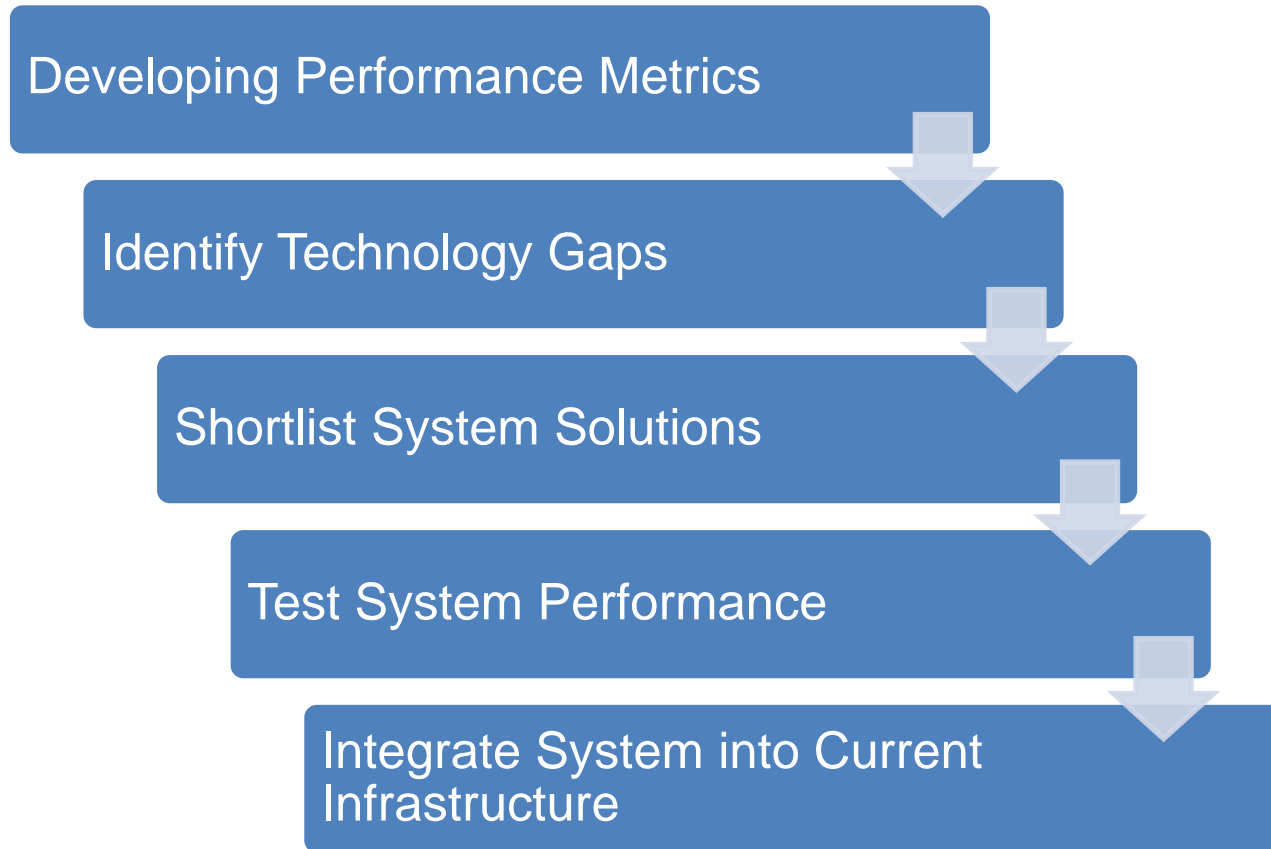 Developing Performance Metrics
Identify Technology Gaps
Shortlist System Solutions
Test System Performance
Integrate System into Current
Infrastructure